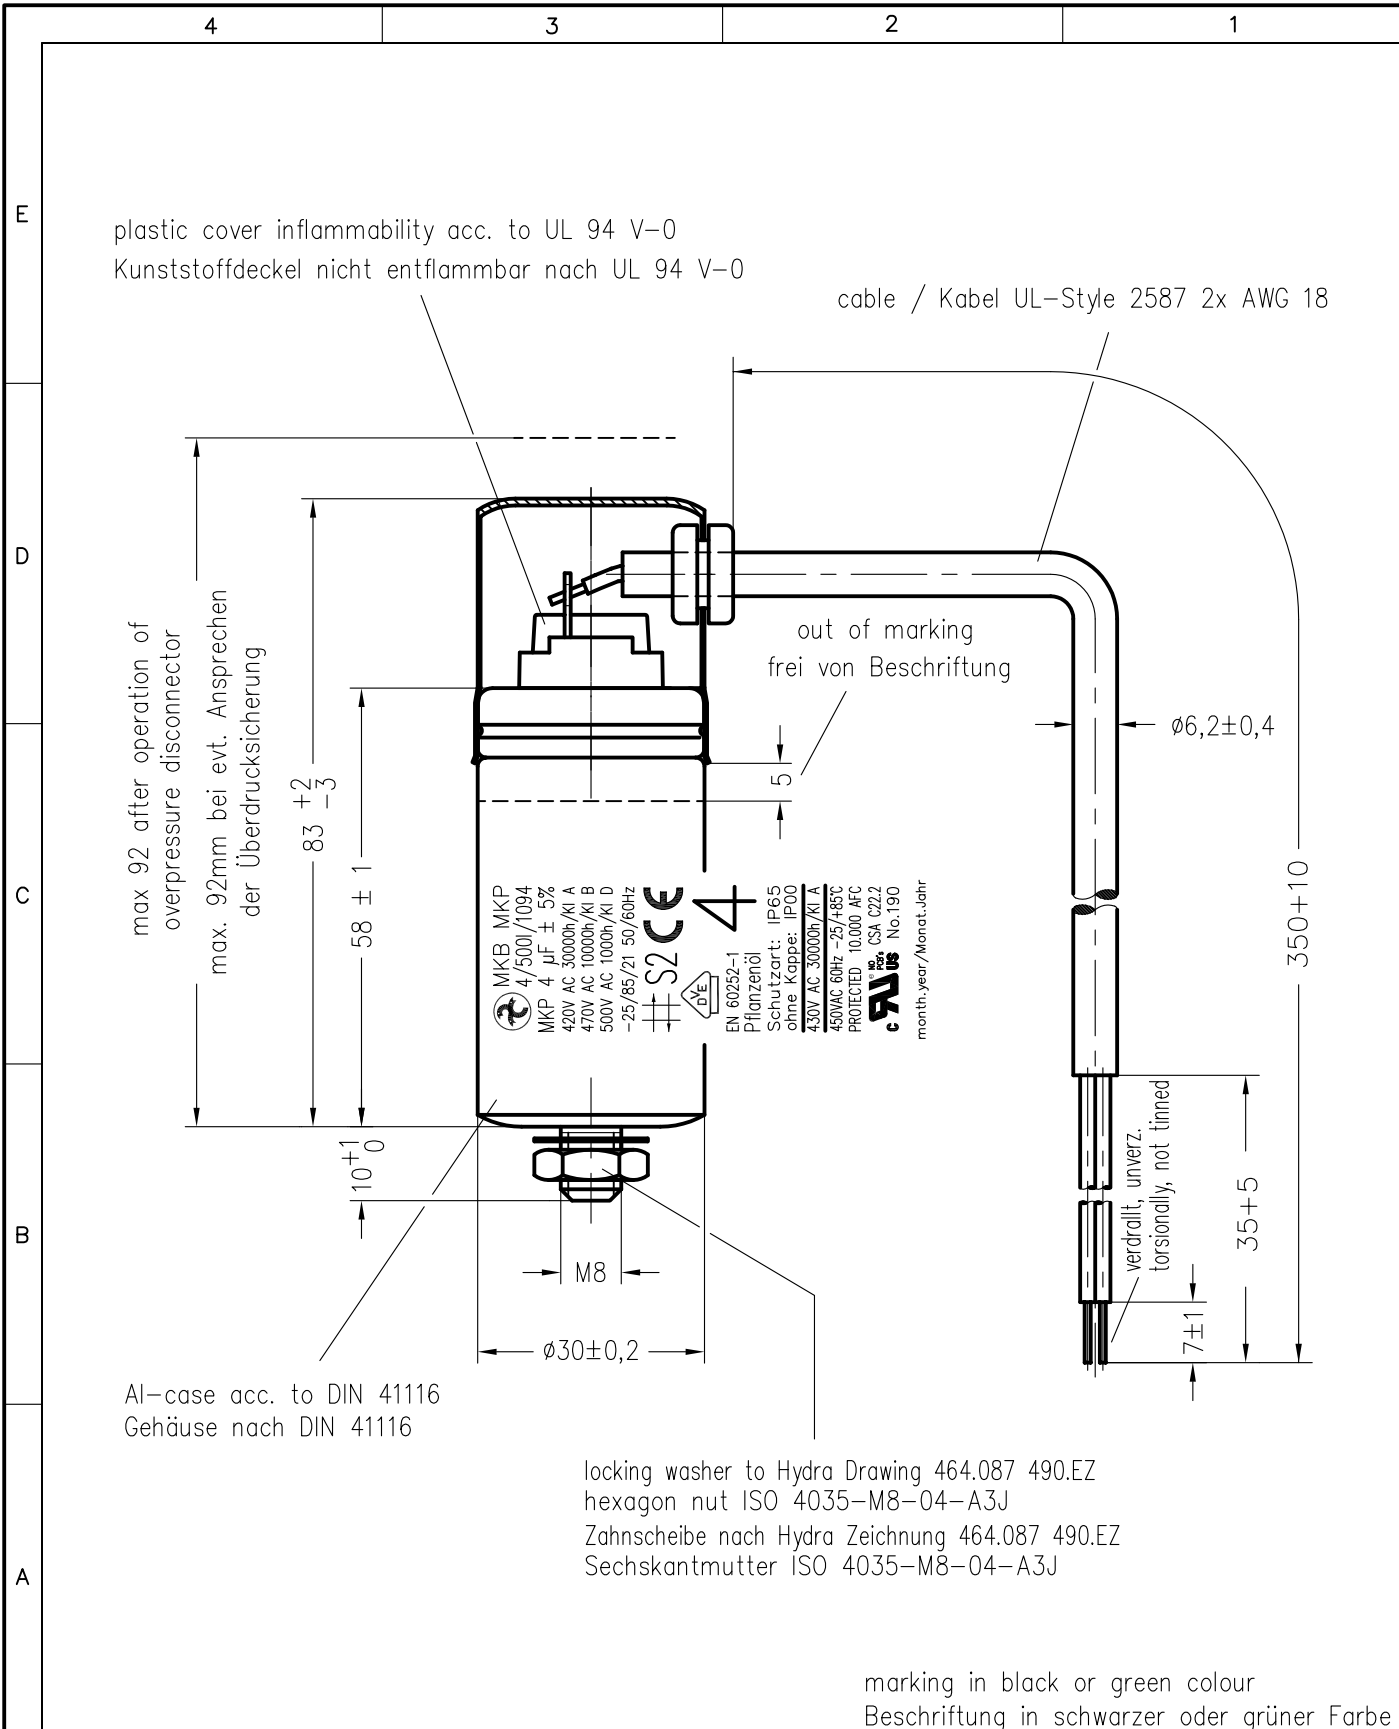 4
3
2
1
E
D
C
B
A
plastic cover inflammability acc. to UL 94 V-0
Kunststoffdeckel nicht entflammbar nach UL 94 V-0
cable / Kabel UL-Style 2587 2x AWG 18
out of marking
frei von Beschriftung
max 92 after operation of
overpressure disconnector
max. 92mm bei evt. Ansprechen
der Überdrucksicherung
83 +2 -3
58 ± 1
10 +1 0
5
ø6,2±0,4
350+10
35+5
7±1
verdrallt, unverz.
torsionally, not tinned
MKB MKP
4/500I/1094
MKP 4 µF ± 5%
420V AC 30000h/Kl A
470V AC 10000h/Kl B
500V AC 1000h/Kl D
-25/85/21 50/60Hz
S2 CE
DVE
4
EN 60252-1
Pflanzenöl
Schutzart: IP65
ohne Kappe: IP00
430V AC 30000h/Kl A
450VAC 60Hz -25/+85°C
PROTECTED 10.000 AFC
c RU US NO PCB's CSA C22.2
No.190
month.year/Monat.Jahr
M8
ø30±0,2
Al-case acc. to DIN 41116
Gehäuse nach DIN 41116
locking washer to Hydra Drawing 464.087 490.EZ
hexagon nut ISO 4035-M8-04-A3J
Zahnscheibe nach Hydra Zeichnung 464.087 490.EZ
Sechskantmutter ISO 4035-M8-04-A3J
marking in black or green colour
Beschriftung in schwarzer oder grüner Farbe